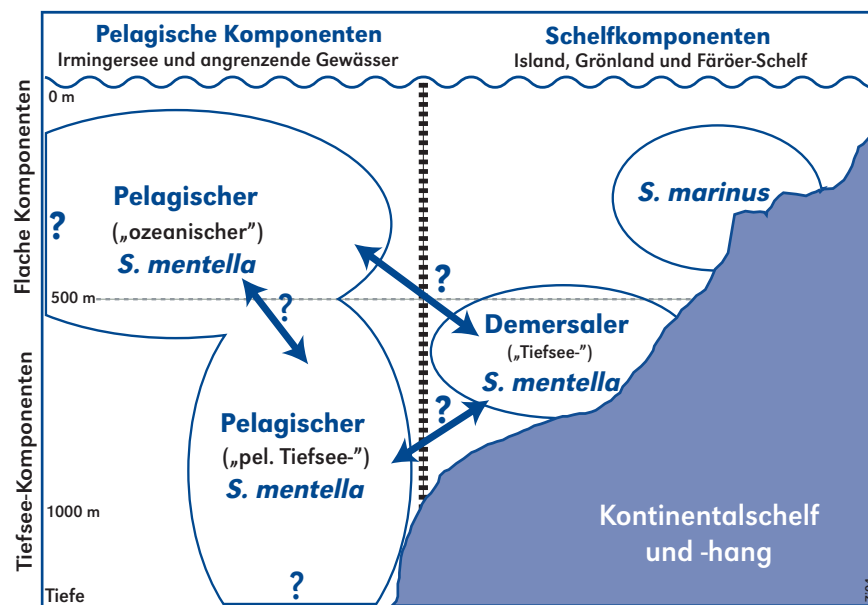 Pelagische Komponenten
Irmingersee und angrenzende Gewässer
Schelfkomponenten
Island, Grönland und Färöer-Schelf
Flache Komponenten
Tiefsee-Komponenten
0 m
Pelagischer
(„ozeanischer”)
S. mentella
?
S. marinus
500 m
?
?
Demersaler
(„Tiefsee-”)
S. mentella
?
Pelagischer
(„pel. Tiefsee-”)
S. mentella
1000 m
Kontinentalschelf
und -hang
?
Tiefe